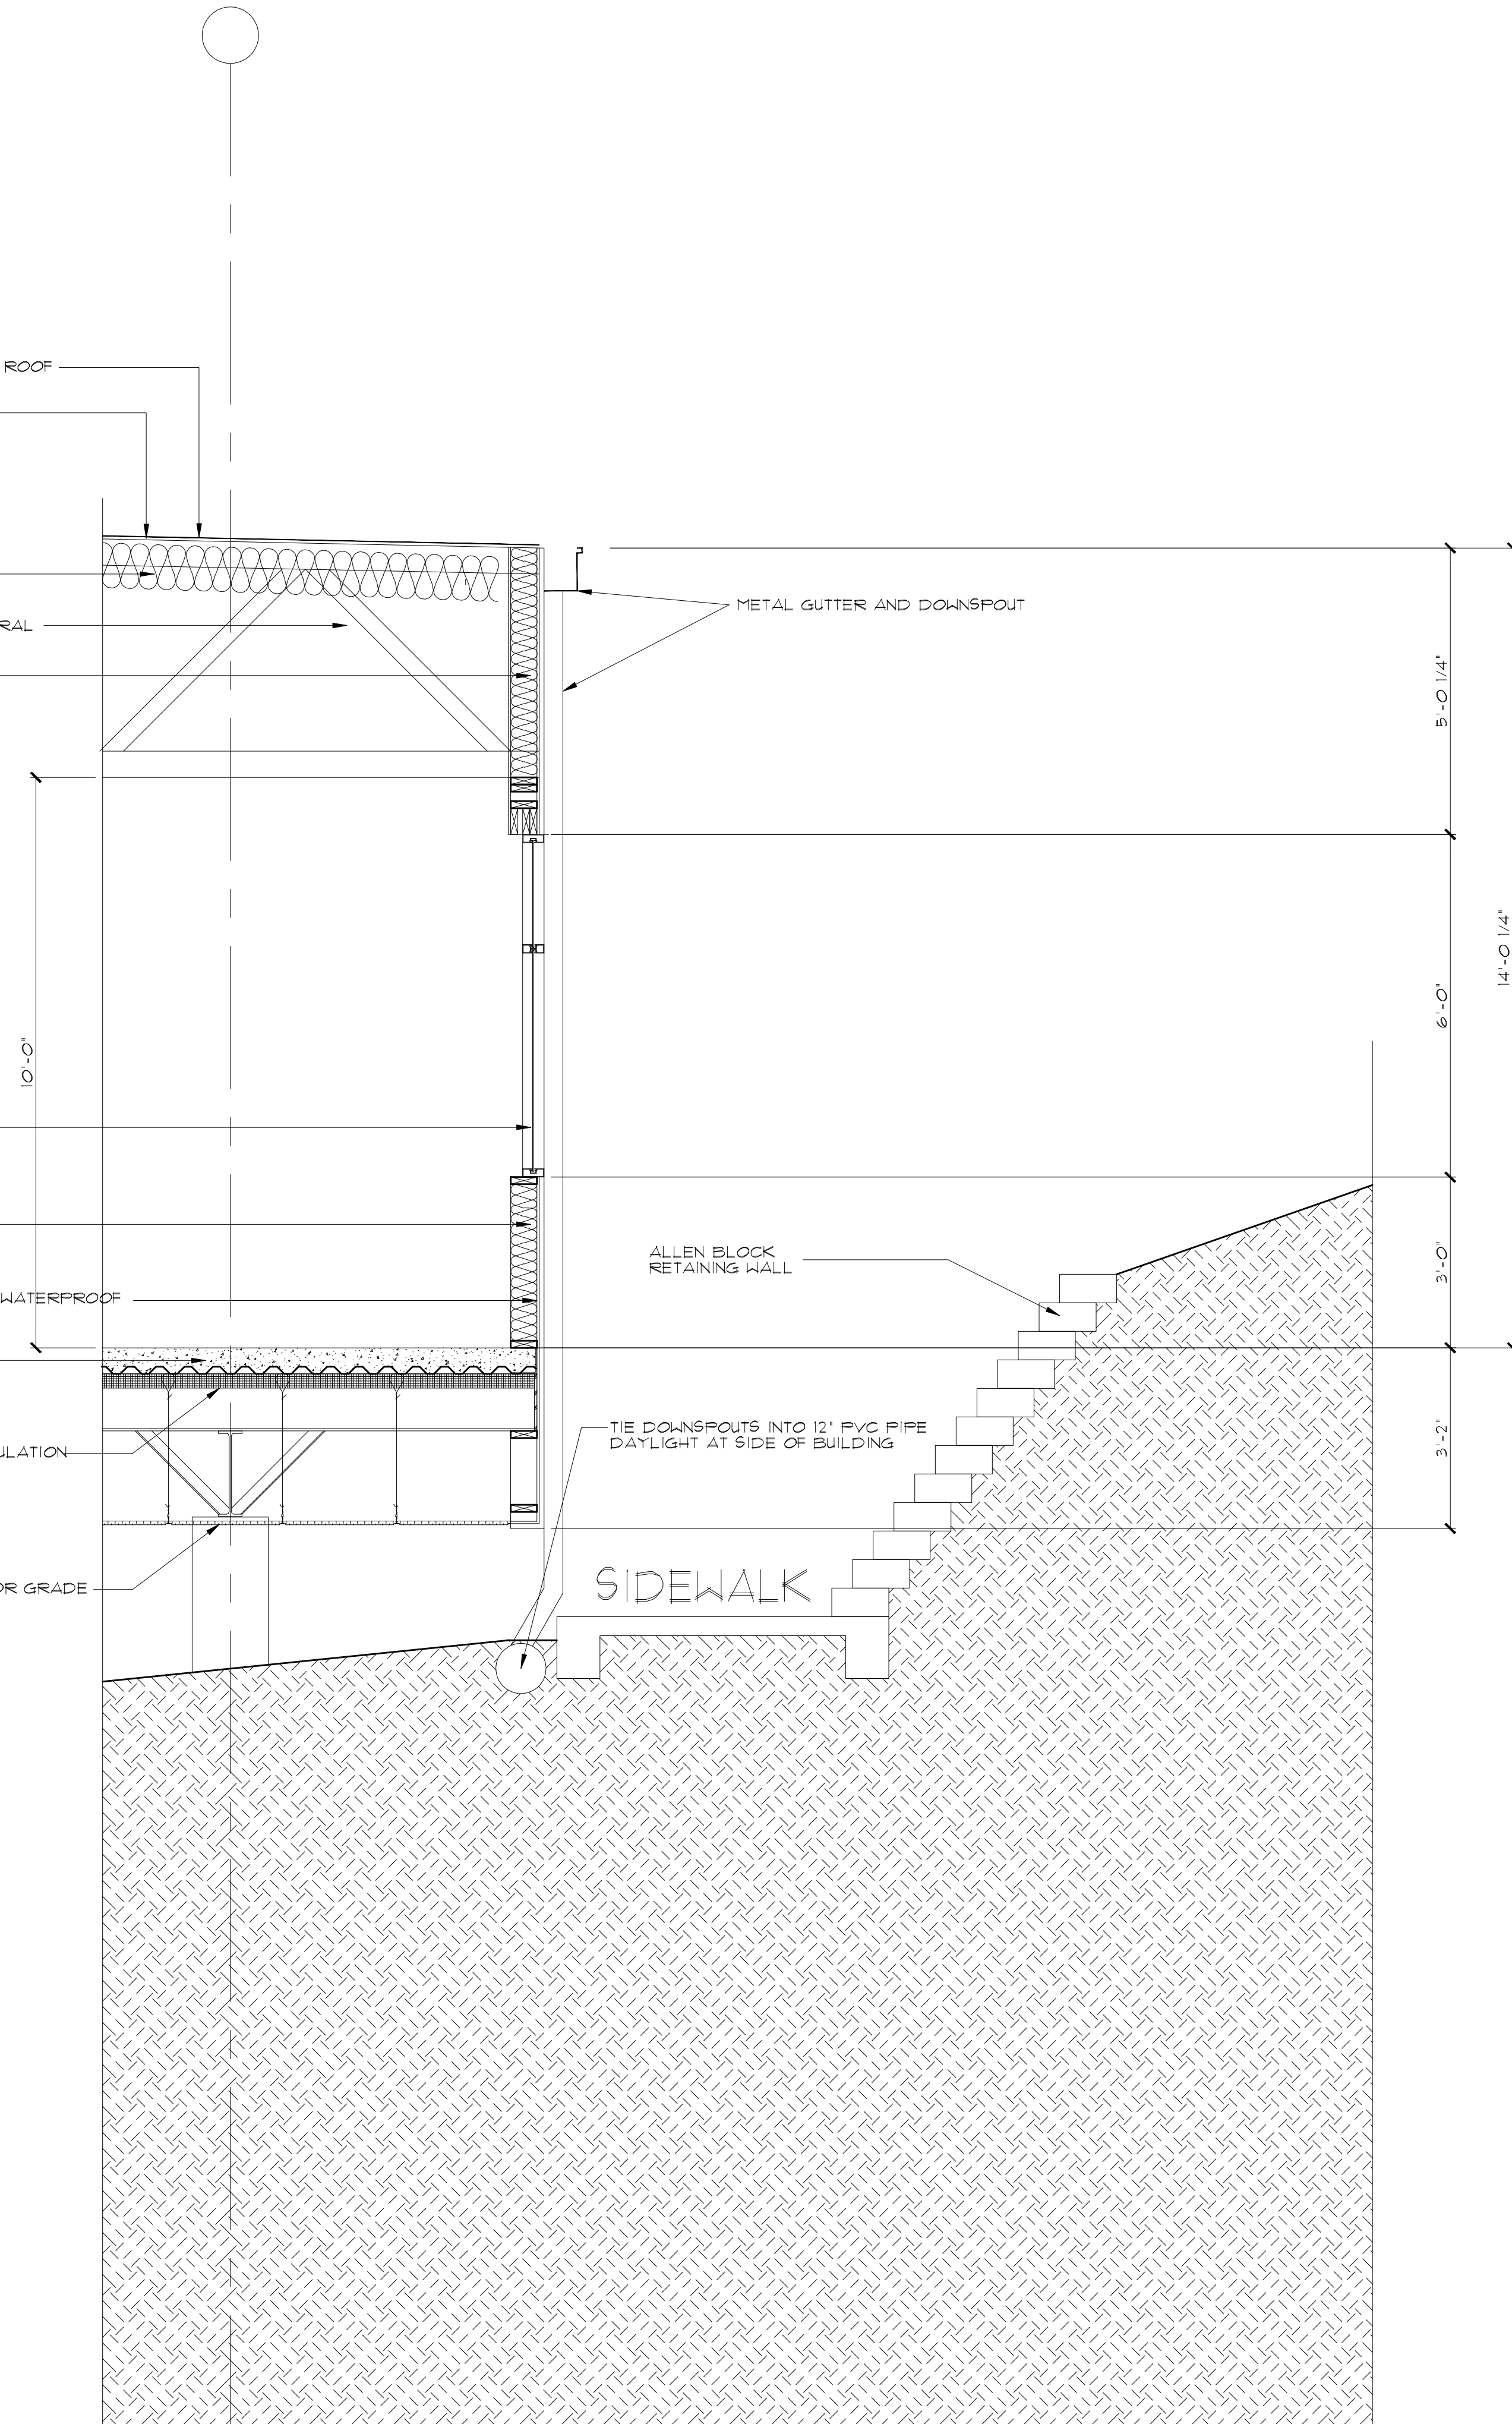 ROOF
METAL GUTTER AND DOWNSPOUT
RAL
5'-0 1/4"
14'-0 1/4"
6'-0"
10'-0"
ALLEN BLOCK
RETAINING WALL
3'-0"
WATERPROOF
TIE DOWNSPOUTS INTO 12" PVC PIPE
DAYLIGHT AT SIDE OF BUILDING
3'-2"
ULATION
SIDEWALK
OR GRADE